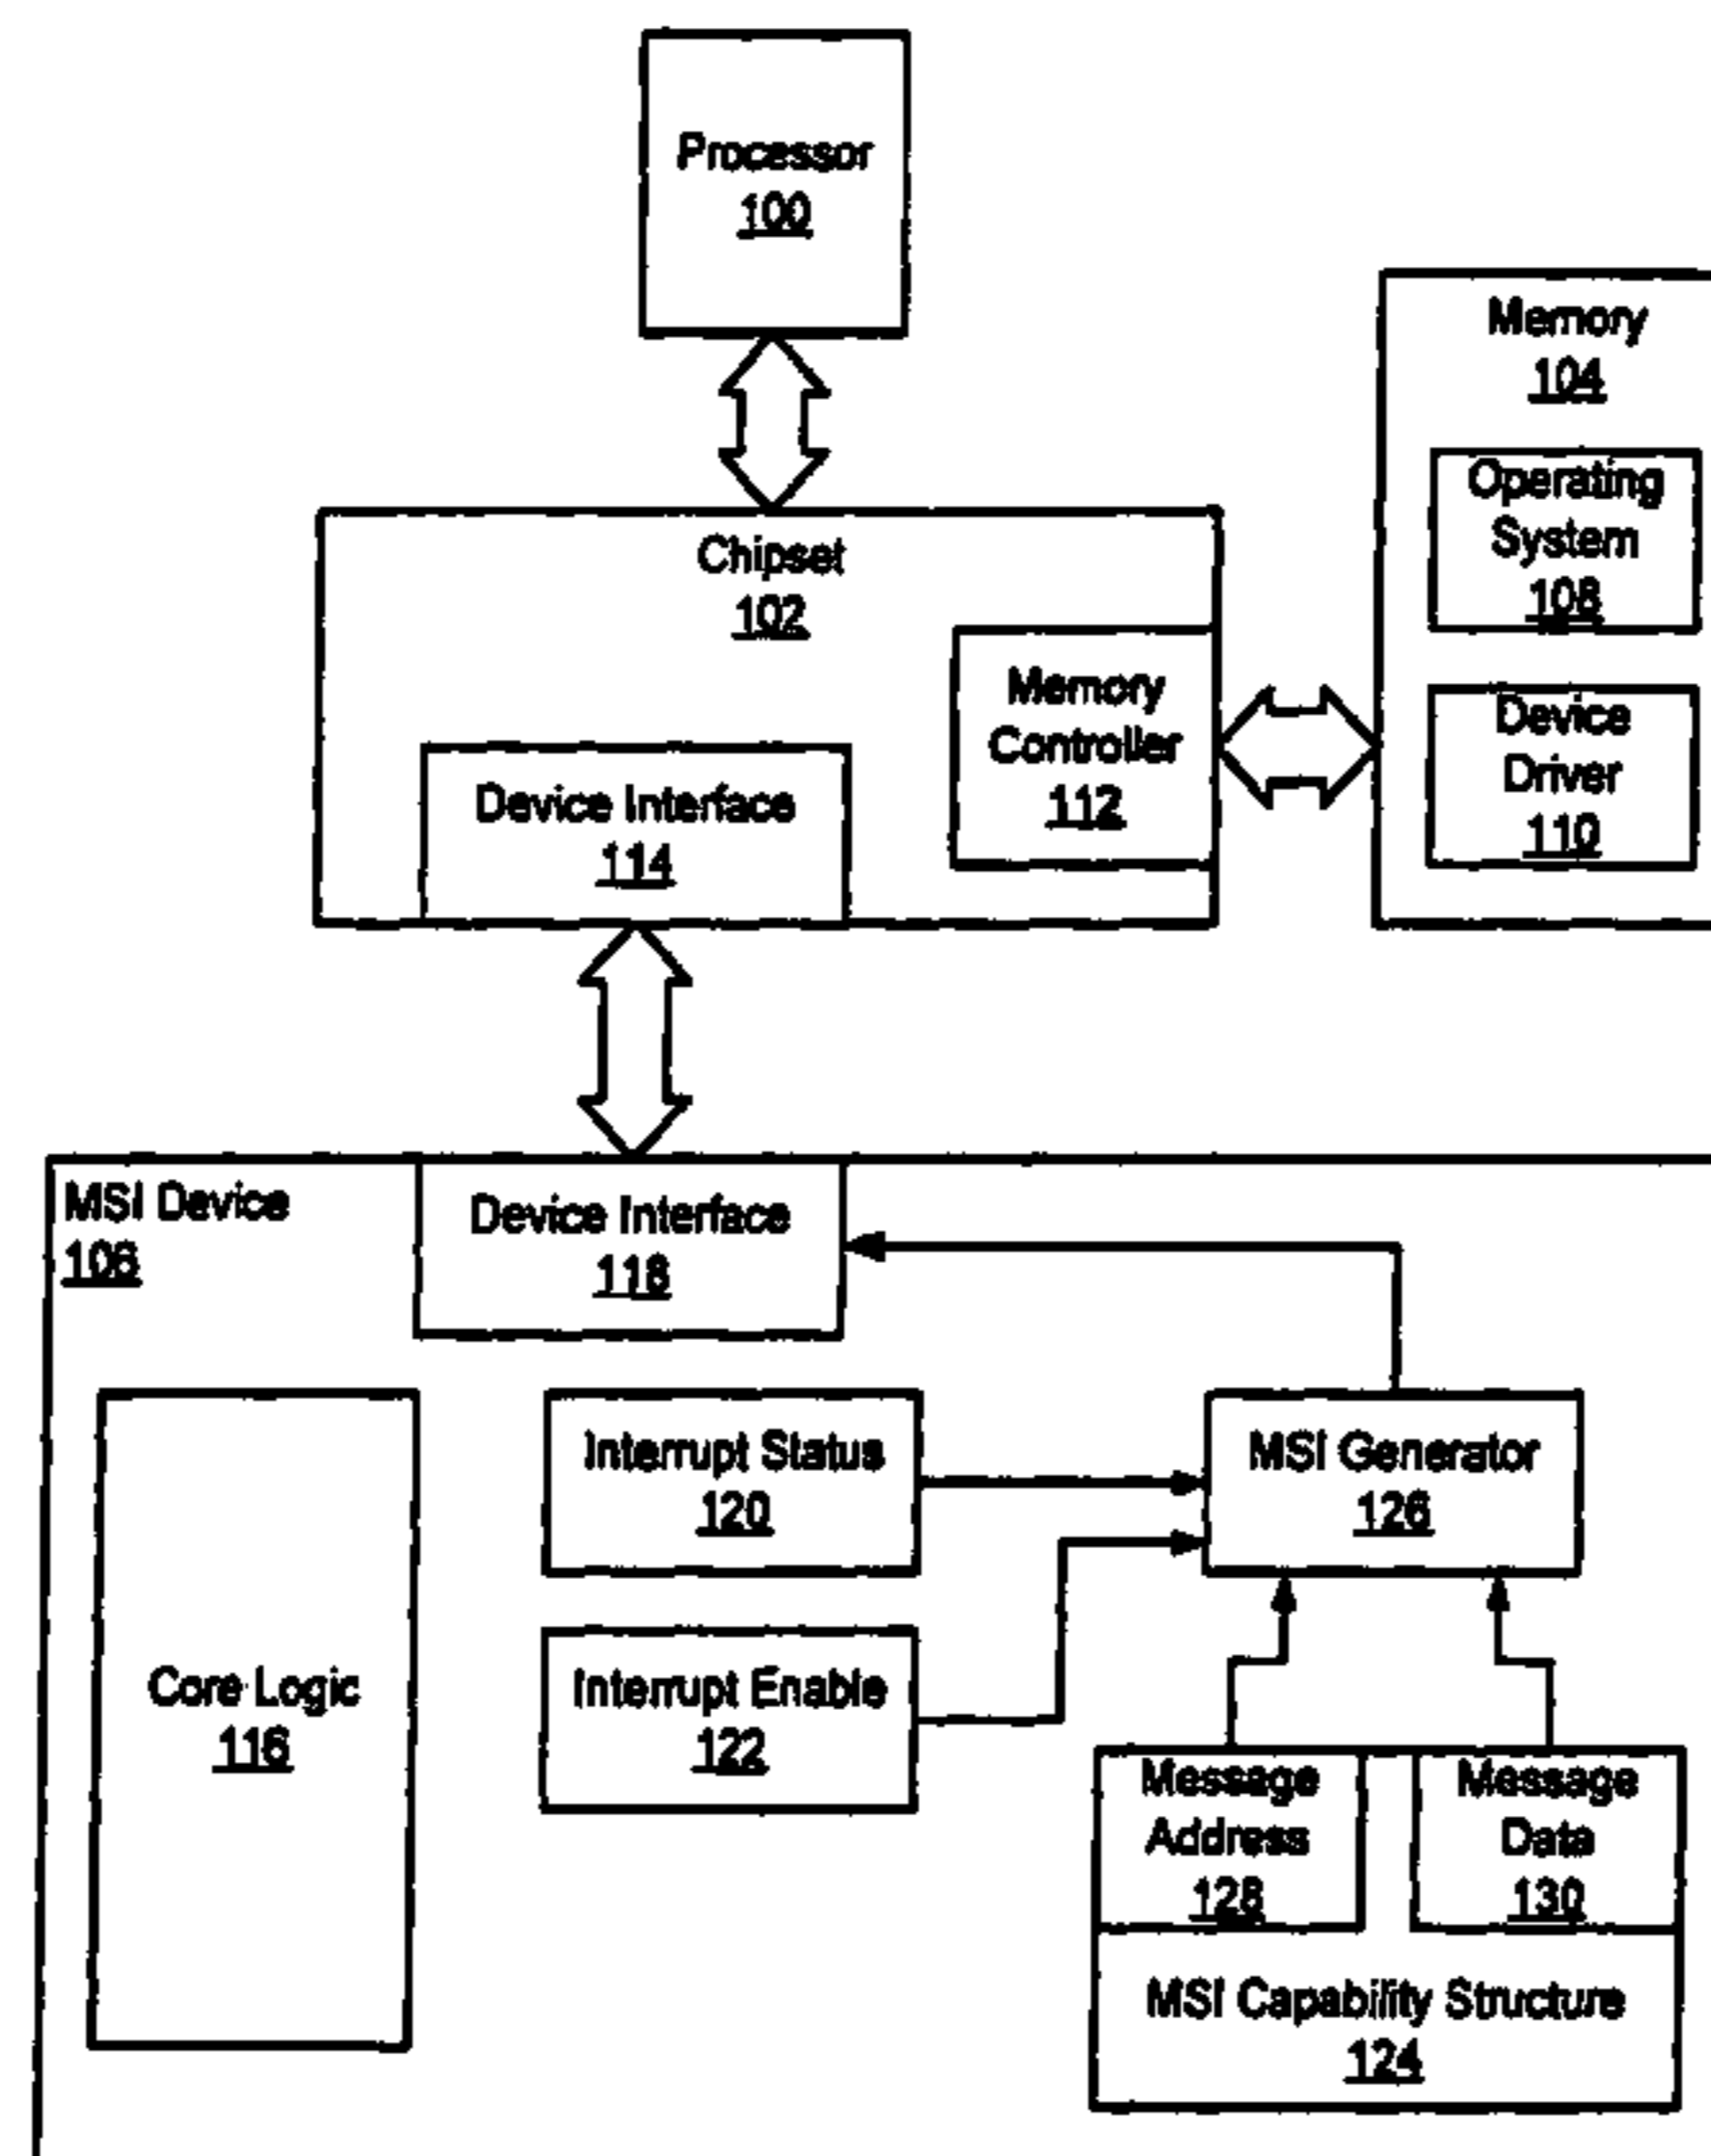 Processor
100
Memory
104
Operating
System
108
Chipset
102
Memory
Controller
112
Device
Driver
110
Device Interface
114
MSI Device
106
Device Interface
118
Interrupt Status
120
MSI Generator
126
Core Logic
116
Interrupt Enable
122
Message
Address
128
Message
Data
130
MSI Capability Structure
124